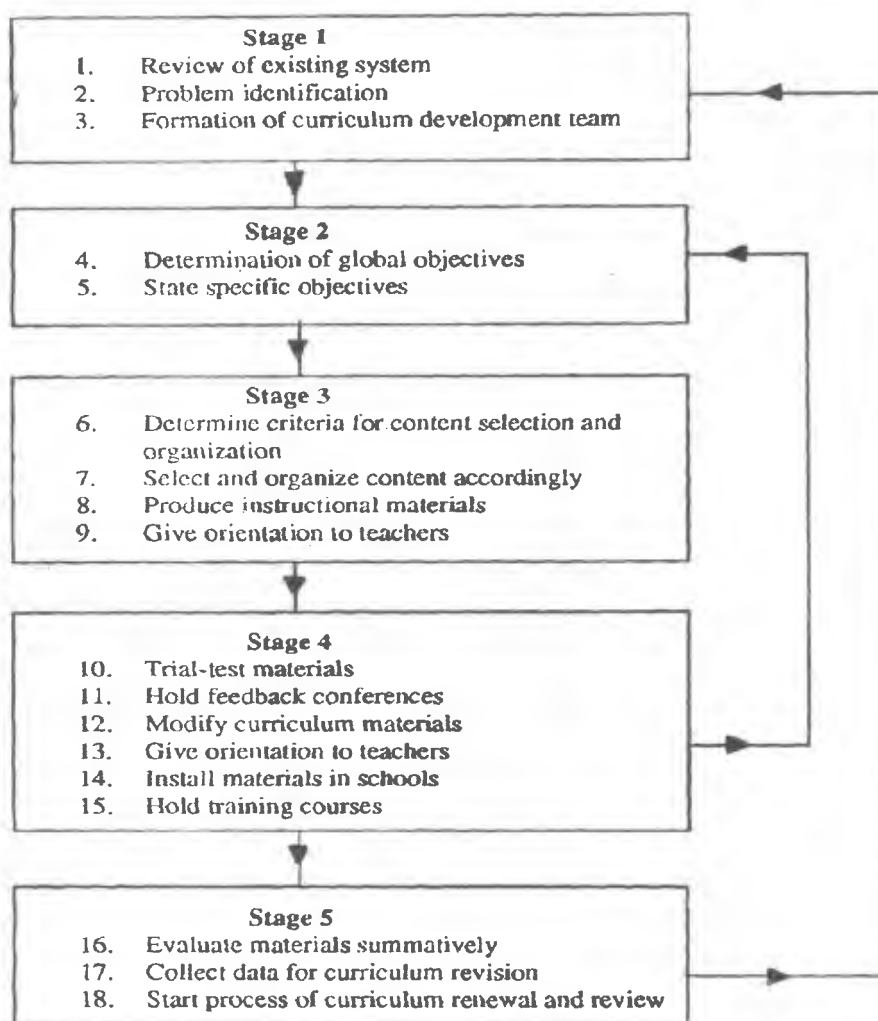 Stage 1
1. Review of existing system
2. Problem identification
3. Formation of curriculum development team
Stage 2
4. Determination of global objectives
5. State specific objectives
Stage 3
6. Determine criteria for content selection and
organization
7. Select and organize content accordingly
8. Produce instructional materials
9. Give orientation to teachers
Stage 4
10. Trial-test materials
11. Hold feedback conferences
12. Modify curriculum materials
13. Give orientation to teachers
14. Install materials in schools
15. Hold training courses
Stage 5
16. Evaluate materials summatively
17. Collect data for curriculum revision
18. Start process of curriculum renewal and review